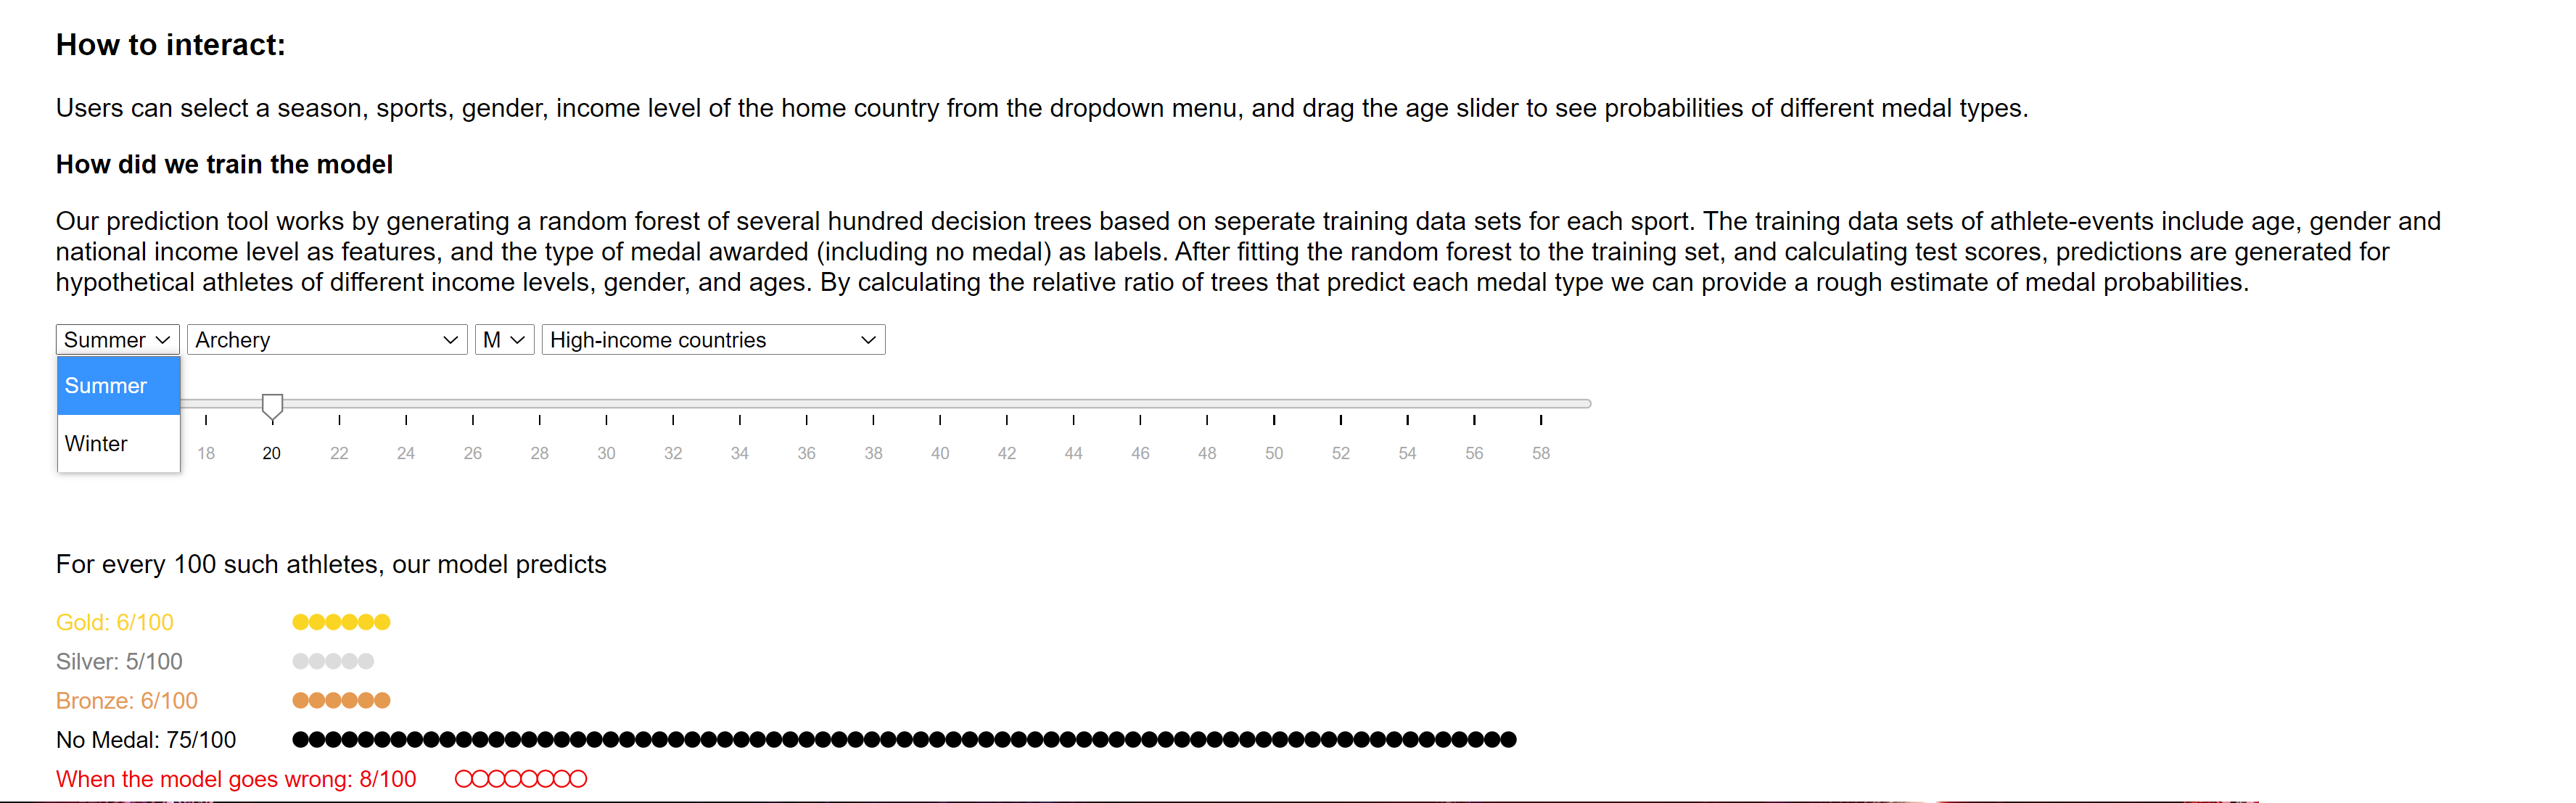 How to interact:
Users can select a season, sports, gender, income level of the home country from the dropdown menu, and drag the age slider to see probabilities of different medal types.
How did we train the model
Our prediction tool works by generating a random forest of several hundred decision trees based on seperate training data sets for each sport. The training data sets of athlete-events include age, gender and
national income level as features, and the type of medal awarded (including no medal) as labels. After fitting the random forest to the training set, and calculating test scores, predictions are generated for
hypothetical athletes of different income levels, gender, and ages. By calculating the relative ratio of trees that predict each medal type we can provide a rough estimate of medal probabilities.
Summer Archery M High-income countries
Summer
Winter
18 20 22 24 26 28 30 32 34 36 38 40 42 44 46 48 50 52 54 56 58
For every 100 such athletes, our model predicts
Gold: 6/100
Silver: 5/100
Bronze: 6/100
No Medal: 75/100
When the model goes wrong: 8/100